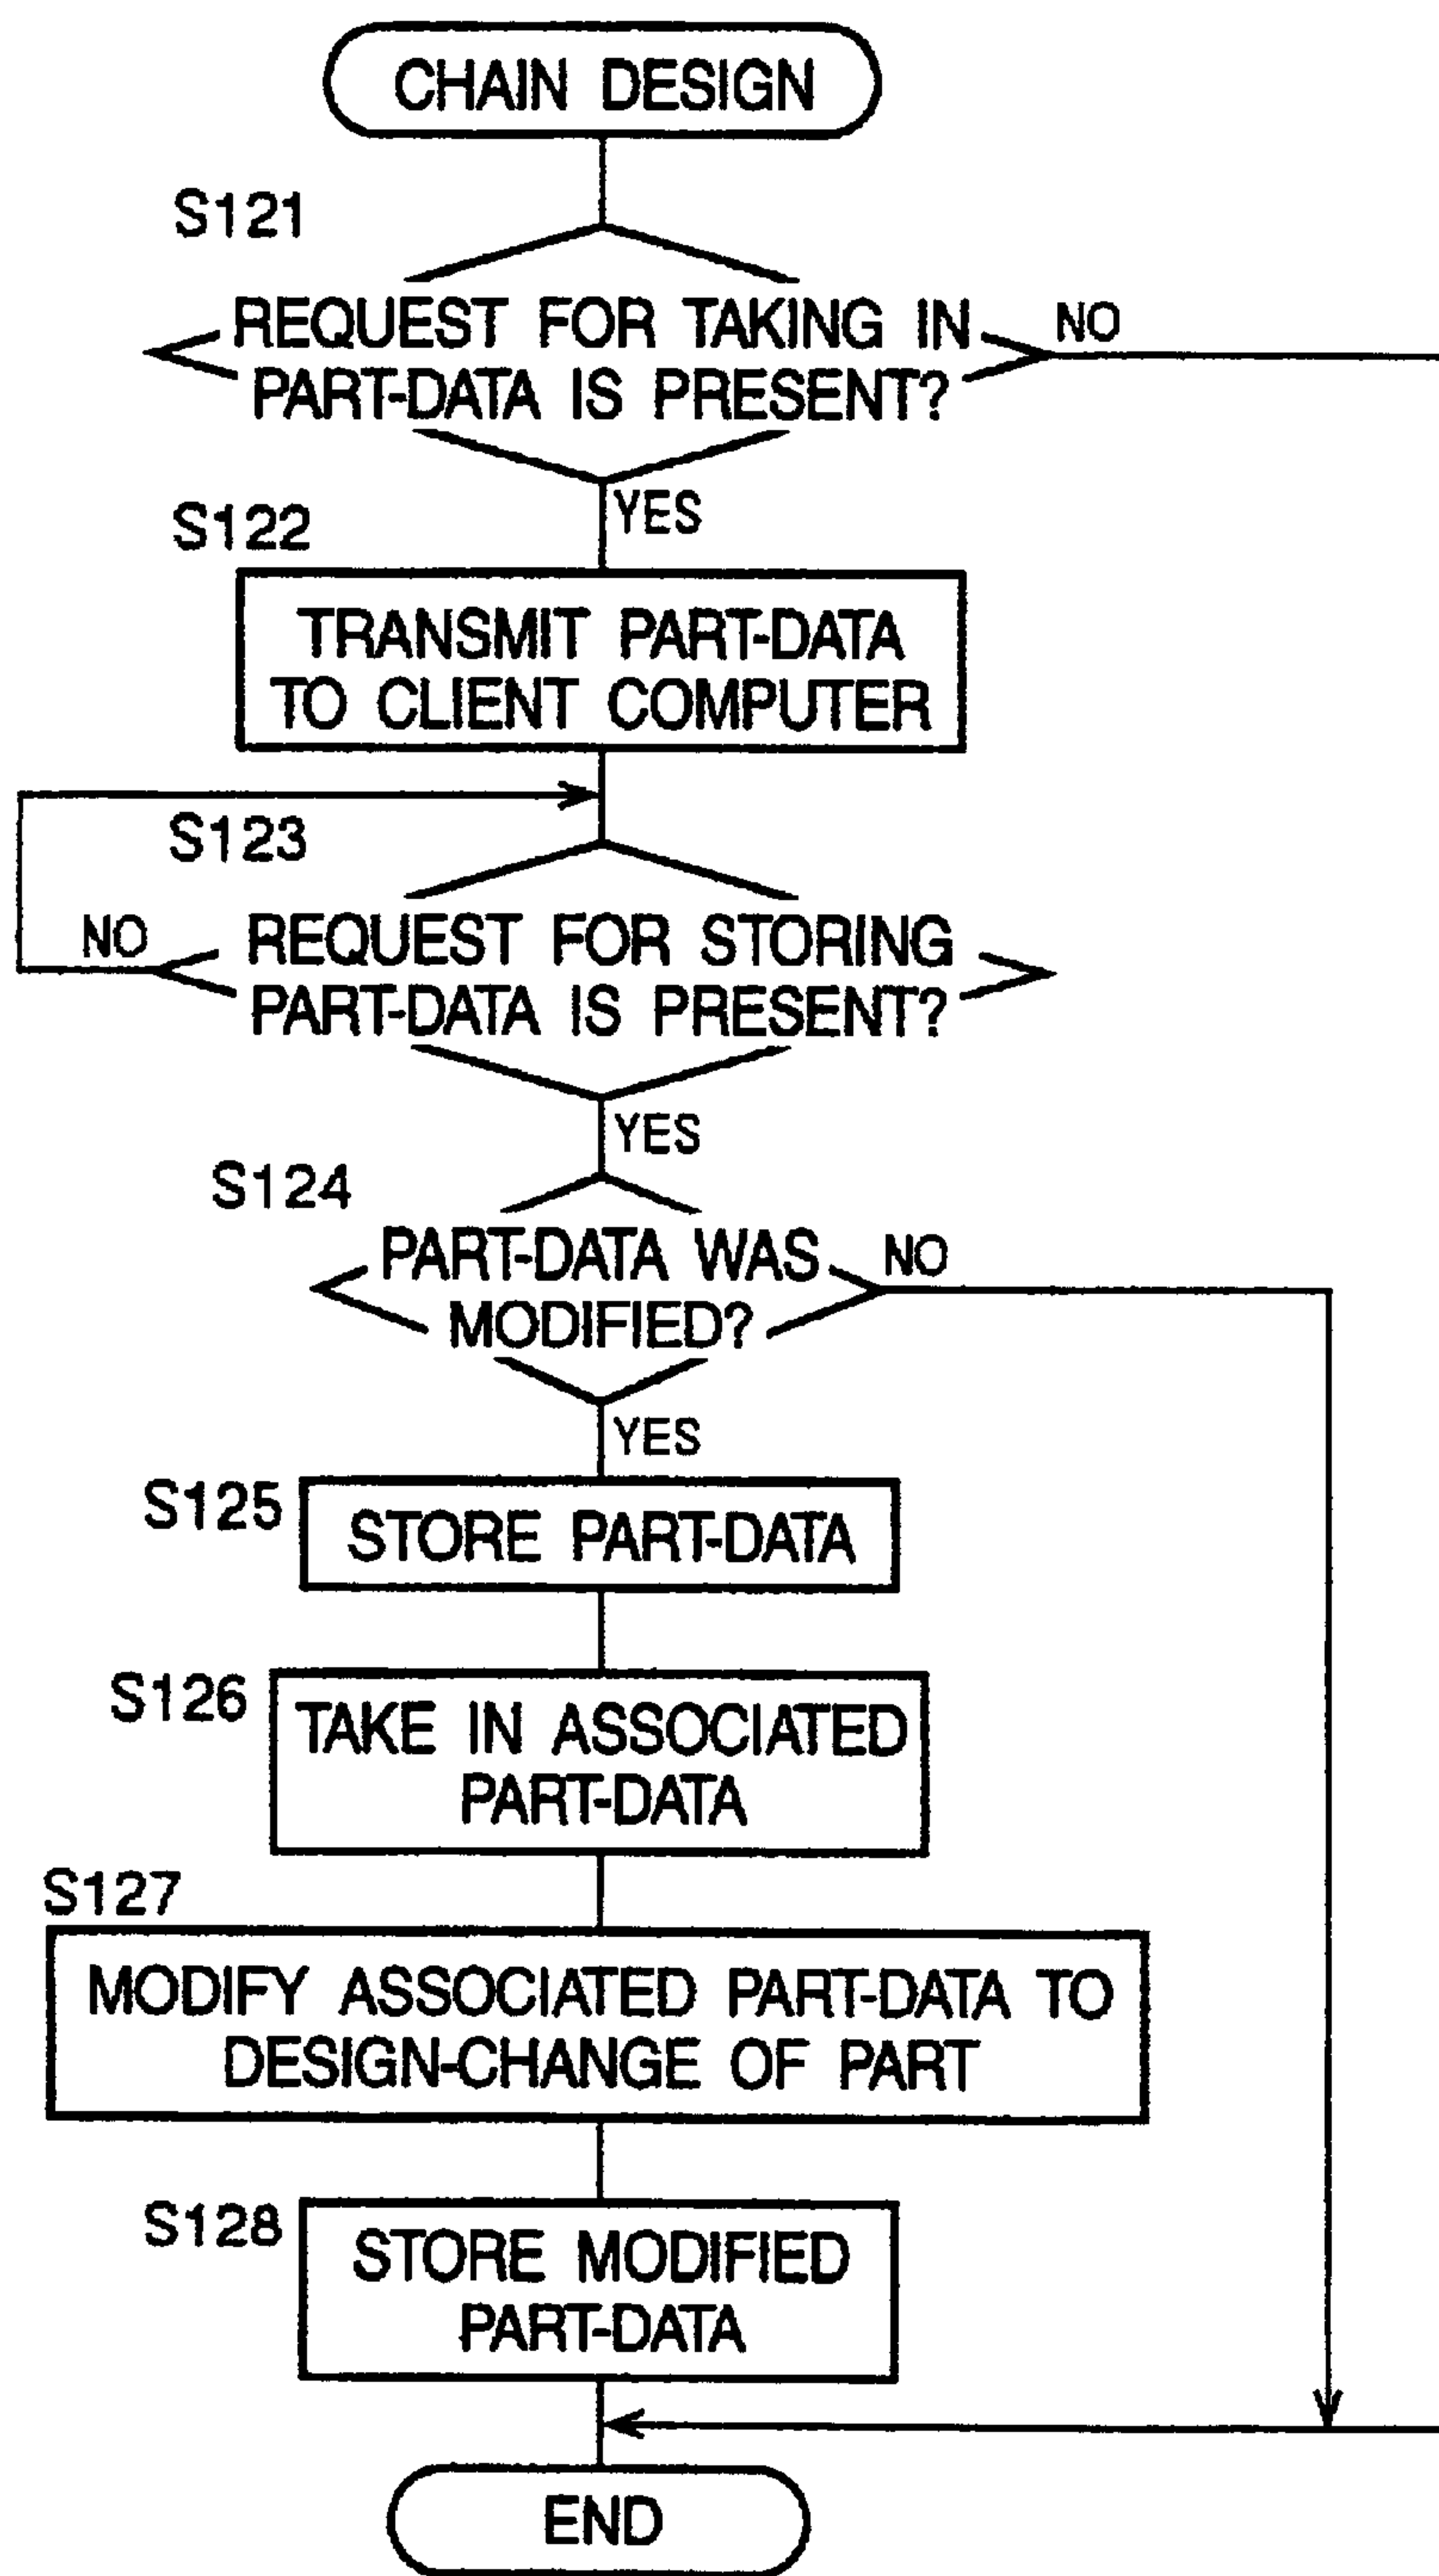 CHAIN DESIGN
S121
REQUEST FOR TAKING IN
PART-DATA IS PRESENT?
NO
YES
S122
TRANSMIT PART-DATA
TO CLIENT COMPUTER
S123
NO
REQUEST FOR STORING
PART-DATA IS PRESENT?
YES
S124
PART-DATA WAS
MODIFIED?
NO
YES
S125
STORE PART-DATA
S126
TAKE IN ASSOCIATED
PART-DATA
S127
MODIFY ASSOCIATED PART-DATA TO
DESIGN-CHANGE OF PART
S128
STORE MODIFIED
PART-DATA
END